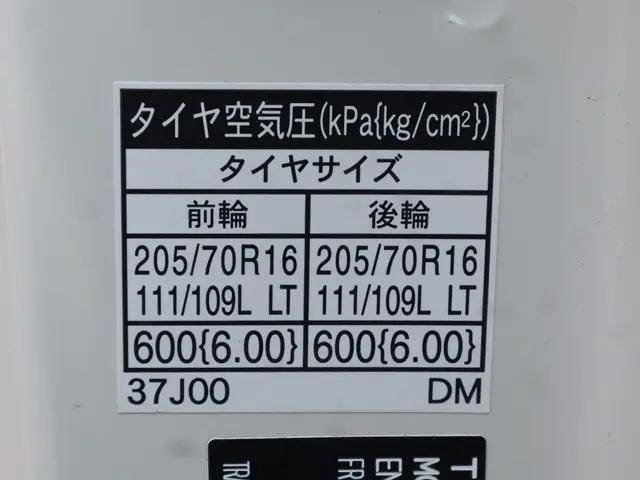 タイヤ空気圧(kPa{kg/cm²})
タイヤサイズ
前輪 後輪
205/70R16 205/70R16
111/109L LT 111/109L LT
600{6.00} 600{6.00}
37J00 DM